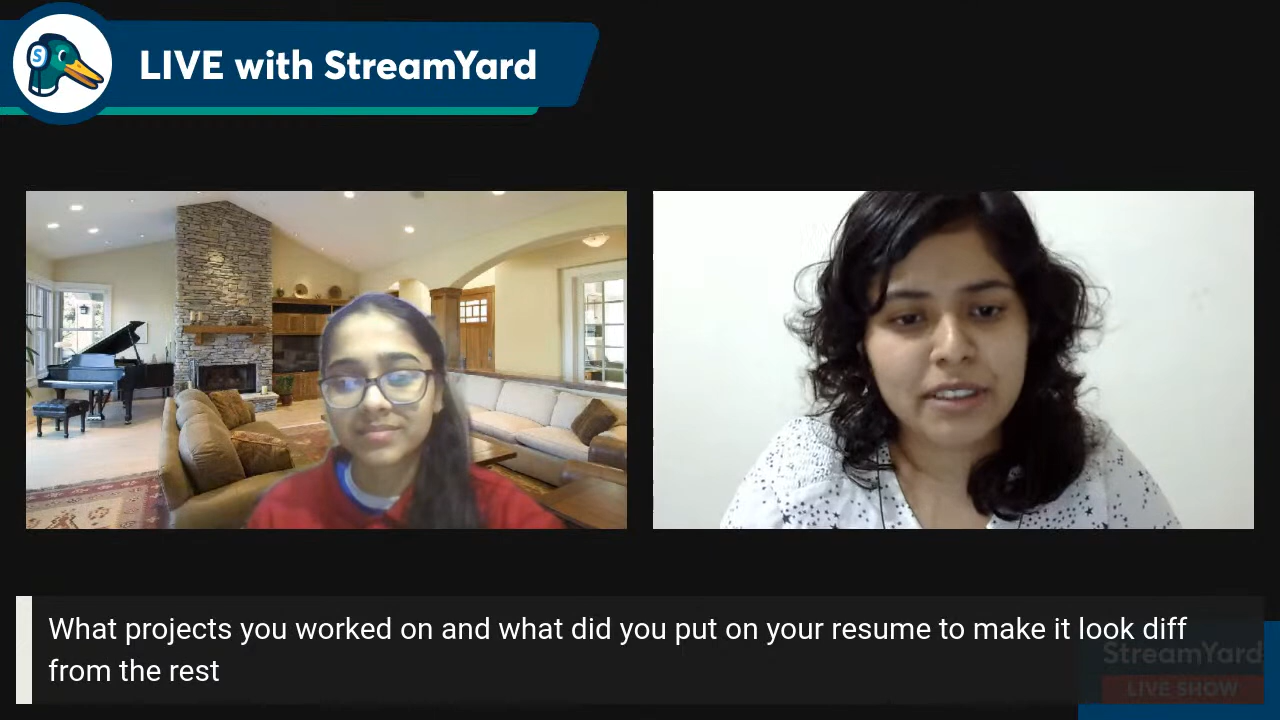 S
LIVE with StreamYard
What projects you worked on and what did you put on your resume to make it look diff
from the rest
StreamYard
LIVE SHOW